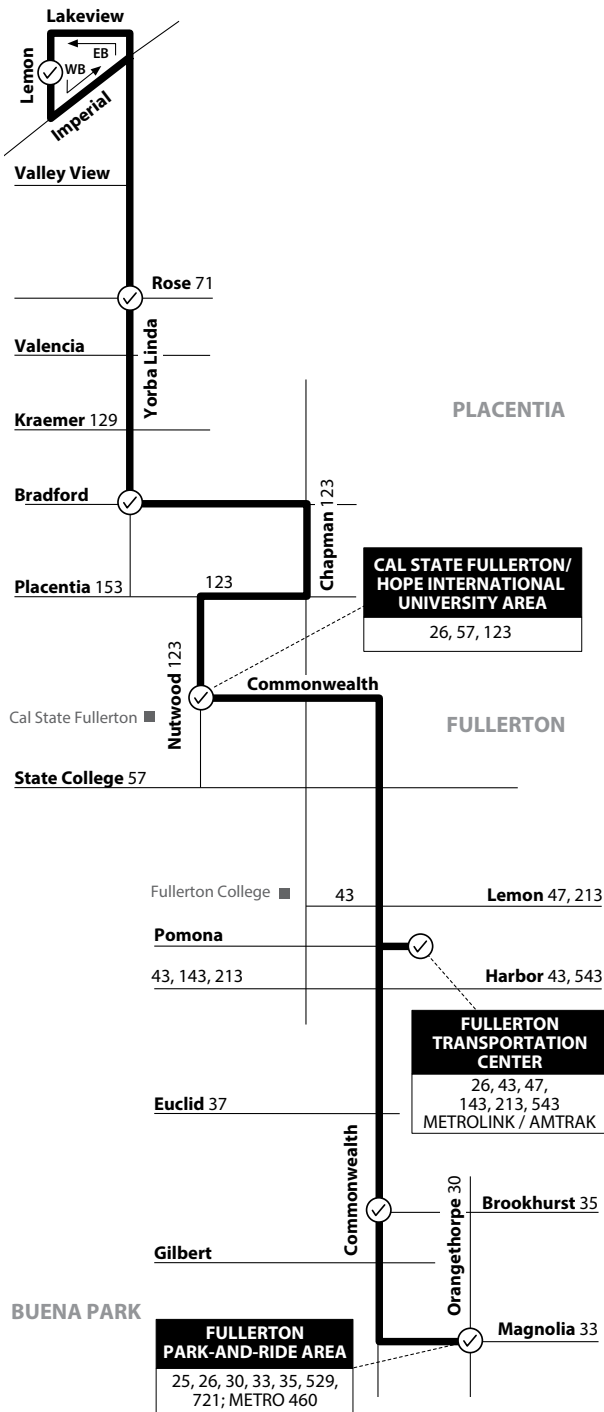 Lakeview
EB
WB
Lemon
Imperial
Valley View
Rose 71
Valencia
Yorba Linda
Kraemer 129
PLACENTIA
Bradford
Chapman 123
Placentia 153
123
CAL STATE FULLERTON/
HOPE INTERNATIONAL
UNIVERSITY AREA
26, 57, 123
Nutwood 123
Commonwealth
Cal State Fullerton
FULLERTON
State College 57
Fullerton College
43
Lemon 47, 213
Pomona
43, 143, 213
Harbor 43, 543
FULLERTON
TRANSPORTATION
CENTER
26, 43, 47,
143, 213, 543
METROLINK / AMTRAK
Euclid 37
Commonwealth
Orangethorpe 30
Brookhurst 35
Gilbert
BUENA PARK
Magnolia 33
FULLERTON
PARK-AND-RIDE AREA
25, 26, 30, 33, 35, 529,
721; METRO 460